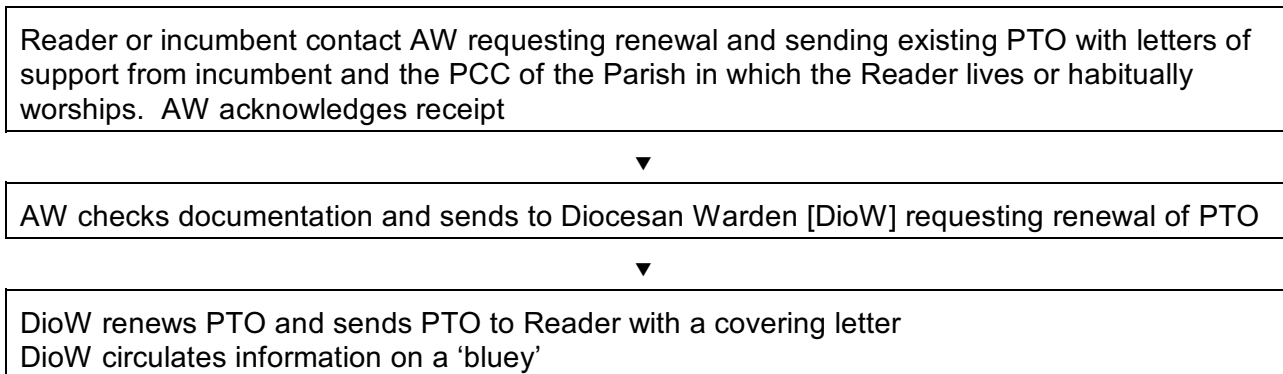 Reader or incumbent contact AW requesting renewal and sending existing PTO with letters of
support from incumbent and the PCC of the Parish in which the Reader lives or habitually
worships.  AW acknowledges receipt
▼
AW checks documentation and sends to Diocesan Warden [DioW] requesting renewal of PTO
▼
DioW renews PTO and sends PTO to Reader with a covering letter
DioW circulates information on a ‘bluey’